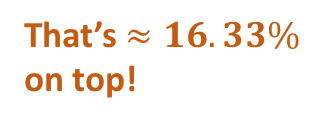 That's ≈ 16.33%
on top!